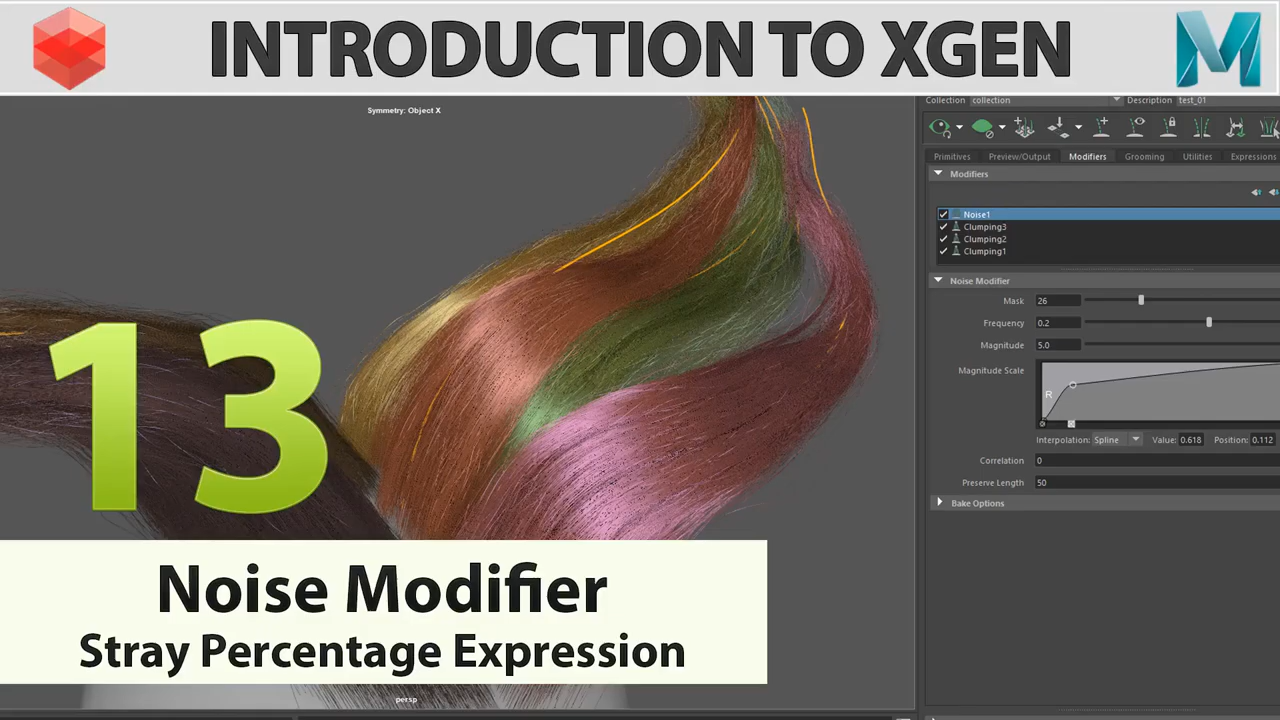 INTRODUCTION TO XGEN
Symmetry: Object X
Collection collection Description test_01
Primitives Preview/Output Modifiers Grooming Utilities Expressions
Modifiers
Noise1
Clumping3
Clumping2
Clumping1
Noise Modifier
Mask 26
Frequency 0.2
Magnitude 5.0
Magnitude Scale
R
Interpolation: Spline Value: 0.618 Position: 0.112
Correlation 0
Preserve Length 50
Bake Options
13
Noise Modifier
Stray Percentage Expression
persp